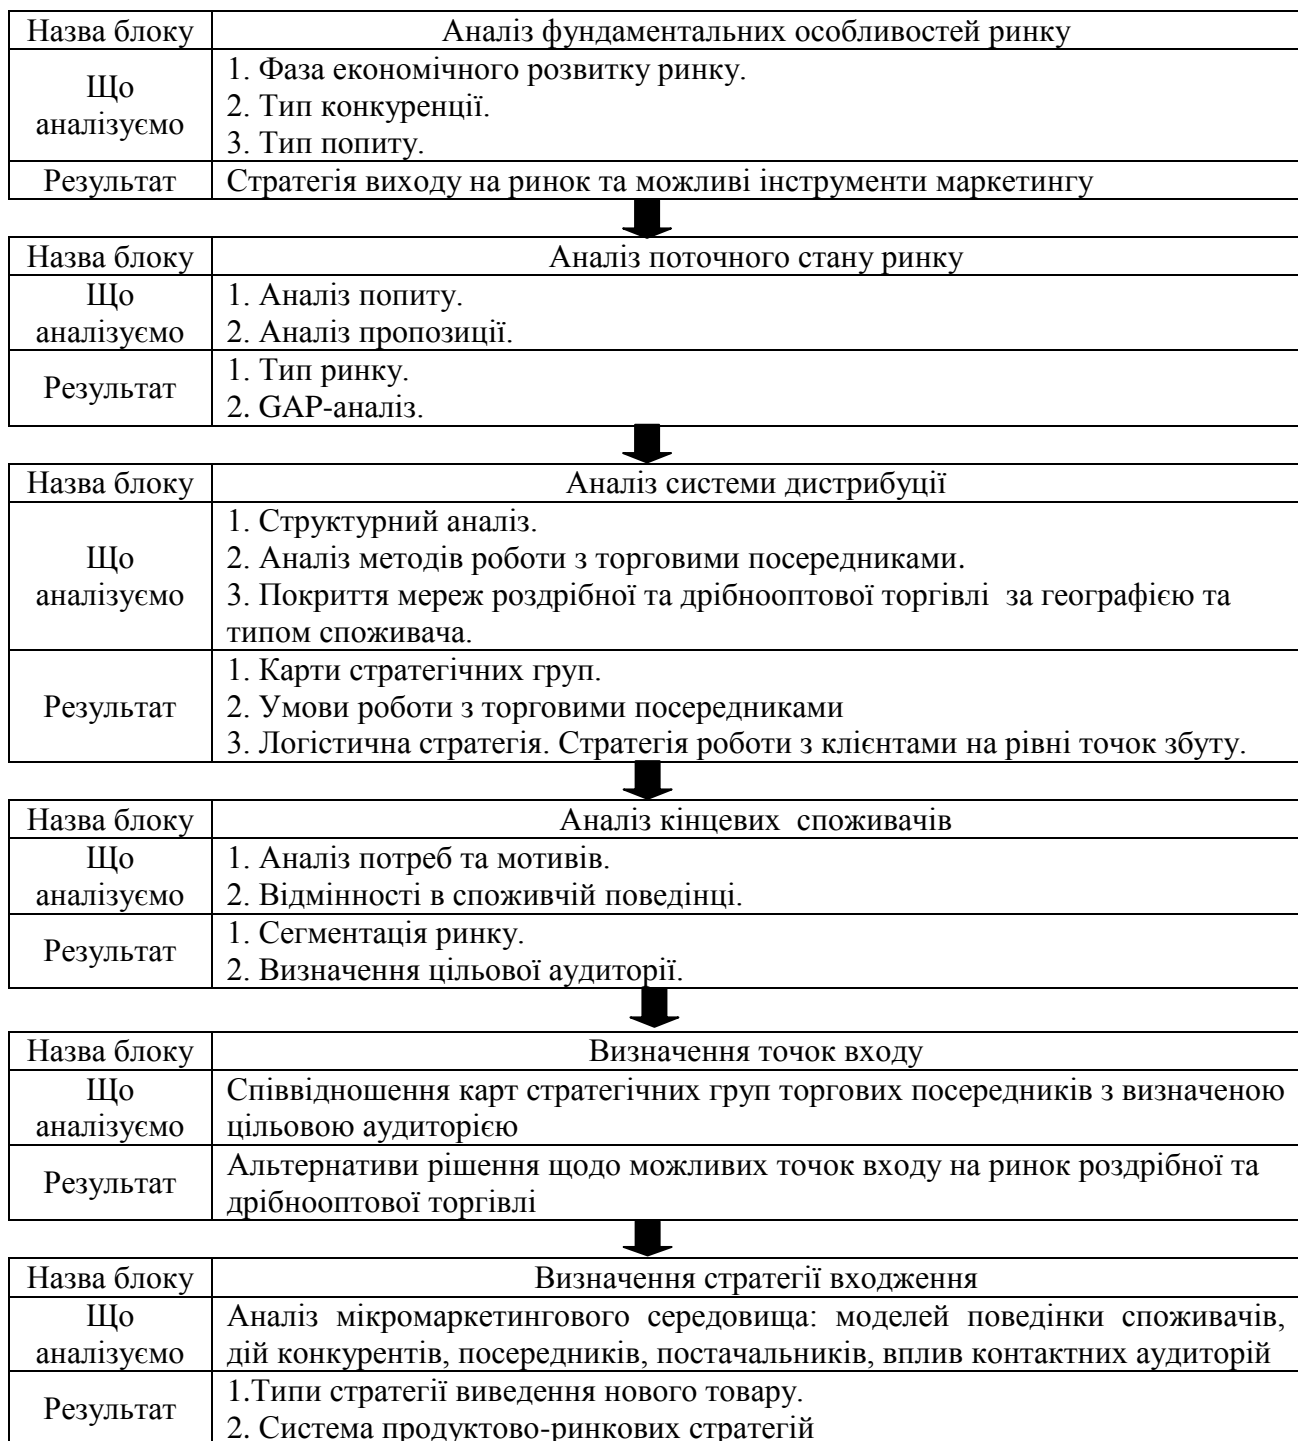 Назва блоку Аналіз фундаментальних особливостей ринку
Що аналізуємо
1. Фаза економічного розвитку ринку.
2. Тип конкуренції.
3. Тип попиту.
Результат Стратегія виходу на ринок та можливі інструменти маркетингу
Назва блоку Аналіз поточного стану ринку
Що аналізуємо
1. Аналіз попиту.
2. Аналіз пропозиції.
Результат
1. Тип ринку.
2. GAP-аналіз.
Назва блоку Аналіз системи дистрибуції
Що аналізуємо
1. Структурний аналіз.
2. Аналіз методів роботи з торговими посередниками.
3. Покриття мереж роздрібної та дрібнооптової торгівлі за географією та
типом споживача.
Результат
1. Карти стратегічних груп.
2. Умови роботи з торговими посередниками
3. Логістична стратегія. Стратегія роботи з клієнтами на рівні точок збуту.
Назва блоку Аналіз кінцевих споживачів
Що аналізуємо
1. Аналіз потреб та мотивів.
2. Відмінності в споживчій поведінці.
Результат
1. Сегментація ринку.
2. Визначення цільової аудиторії.
Назва блоку Визначення точок входу
Що аналізуємо
Співвідношення карт стратегічних груп торгових посередників з визначеною
цільовою аудиторією
Результат
Альтернативи рішення щодо можливих точок входу на ринок роздрібної та
дрібнооптової торгівлі
Назва блоку Визначення стратегії входження
Що аналізуємо
Аналіз мікромаркетингового середовища: моделей поведінки споживачів,
дій конкурентів, посередників, постачальників, вплив контактних аудиторій
Результат
1.Типи стратегії виведення нового товару.
2. Система продуктово-ринкових стратегій